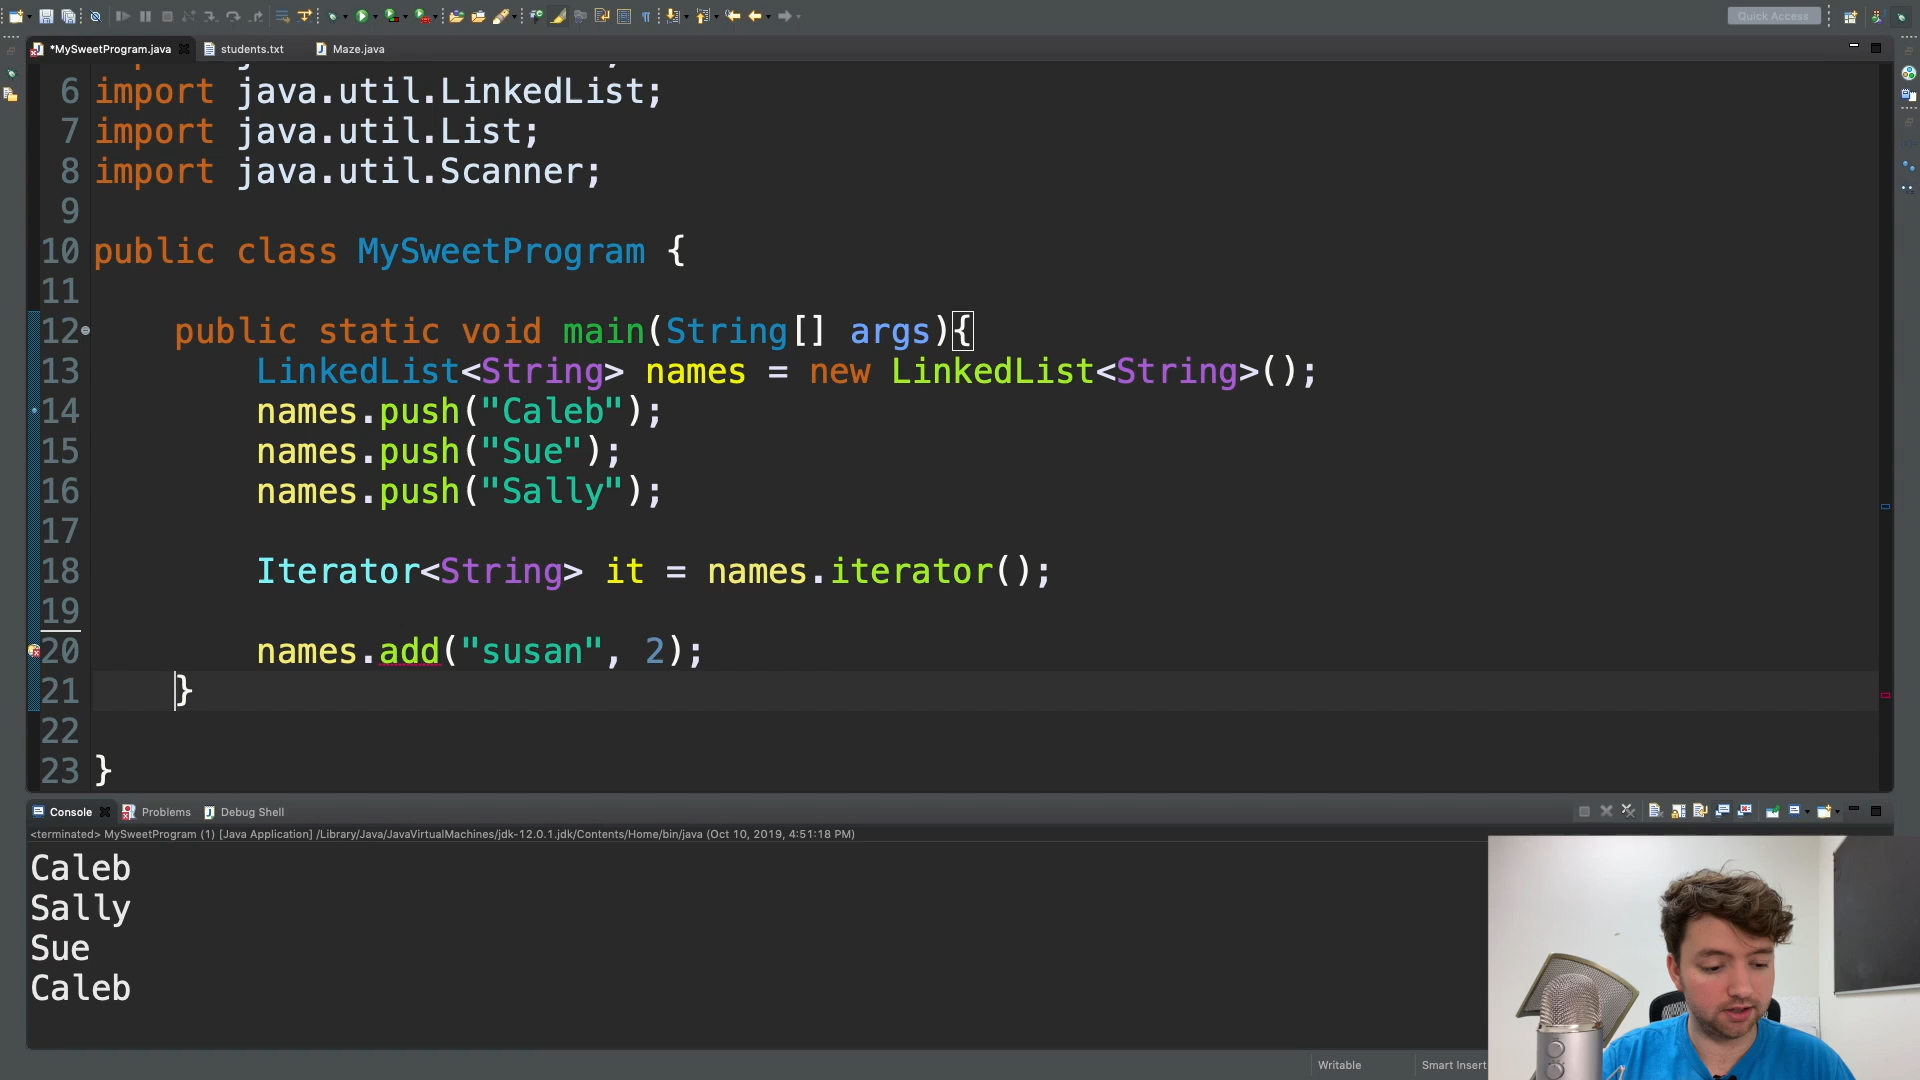 Quick Access
*MySweetProgram.java students.txt Maze.java
6 import java.util.LinkedList;
7 import java.util.List;
8 import java.util.Scanner;
9
10 public class MySweetProgram {
11
12 public static void main(String[] args){
13 LinkedList<String> names = new LinkedList<String>();
14 names.push("Caleb");
15 names.push("Sue");
16 names.push("Sally");
17
18 Iterator<String> it = names.iterator();
19
20 names.add("susan", 2);
21 }
22
23 }
Console Problems Debug Shell
<terminated> MySweetProgram (1) [Java Application] /Library/Java/JavaVirtualMachines/jdk-12.0.1.jdk/Contents/Home/bin/java (Oct 10, 2019, 4:51:18 PM)
Caleb
Sally
Sue
Caleb
Writable Smart Insert